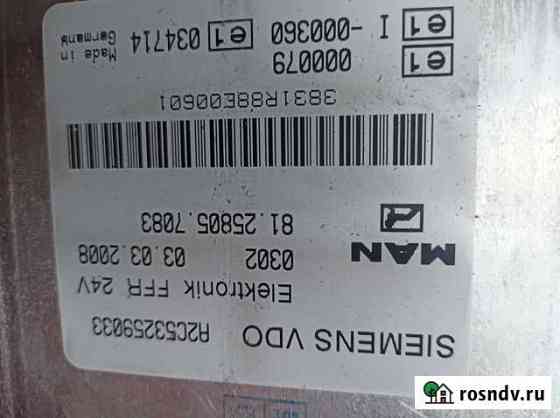 SIEMENS VDO A2C53259033
Elektronik FFR 24V
MAN 0302 03.03.2008
81.25805.7083
3831R88E00601
e1 000079
e1 I -000360 e1 034714 Made in Germany
rosndv.ru